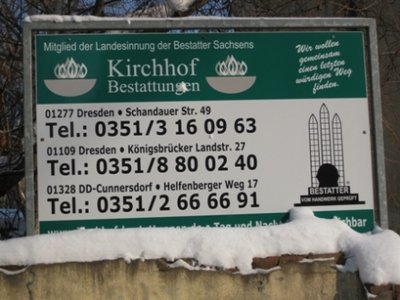 Mitglied der Landesinnung der Bestatter Sachsens
Kirchhof
Bestattungen
Wir wollen
gemeinsam
einen letzten
würdigen Weg
finden.
01277 Dresden • Schandauer Str. 49
Tel.: 0351/3 16 09 63
01109 Dresden • Königsbrücker Landstr. 27
Tel.: 0351/8 80 02 40
01328 DD-Cunnersdorf • Helfenberger Weg 17
Tel.: 0351/2 66 66 91
BESTATTER
VOM HANDWERK GEPRÜFT
Tag und